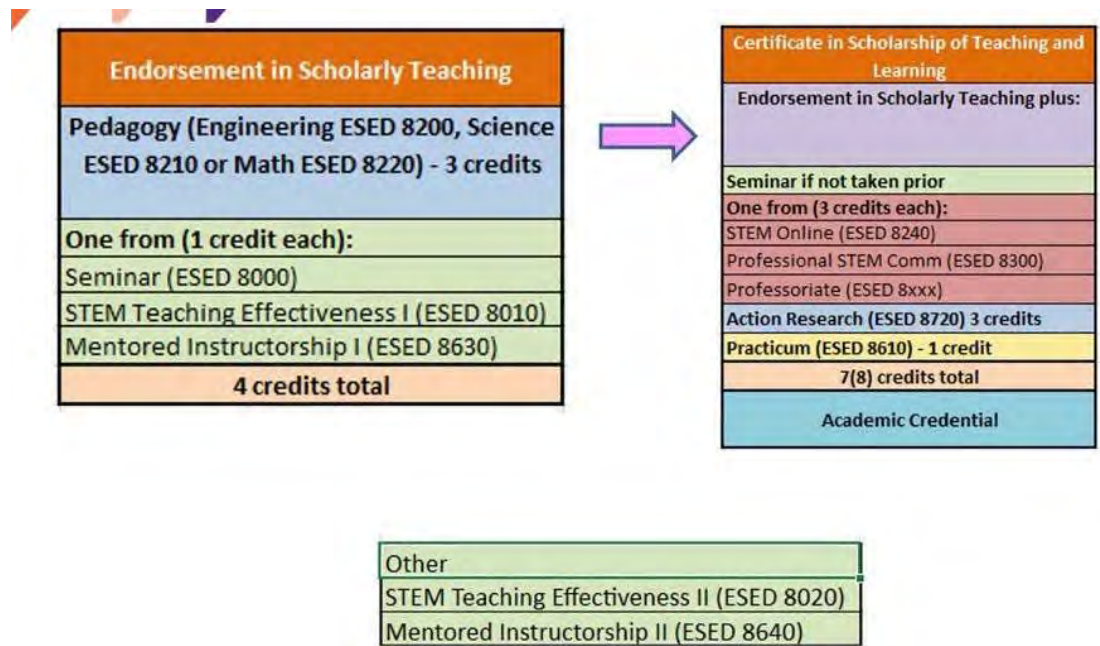 Endorsement in Scholarly Teaching
Pedagogy (Engineering ESED 8200, Science
ESED 8210 or Math ESED 8220) - 3 credits
One from (1 credit each):
Seminar (ESED 8000)
STEM Teaching Effectiveness I (ESED 8010)
Mentored Instructorship I (ESED 8630)
4 credits total
Certificate in Scholarship of Teaching and
Learning
Endorsement in Scholarly Teaching plus:
Seminar if not taken prior
One from (3 credits each):
STEM Online (ESED 8240)
Professional STEM Comm (ESED 8300)
Professoriate (ESED 8xxx)
Action Research (ESED 8720) 3 credits
Practicum (ESED 8610) - 1 credit
7(8) credits total
Academic Credential
Other
STEM Teaching Effectiveness II (ESED 8020)
Mentored Instructorship II (ESED 8640)